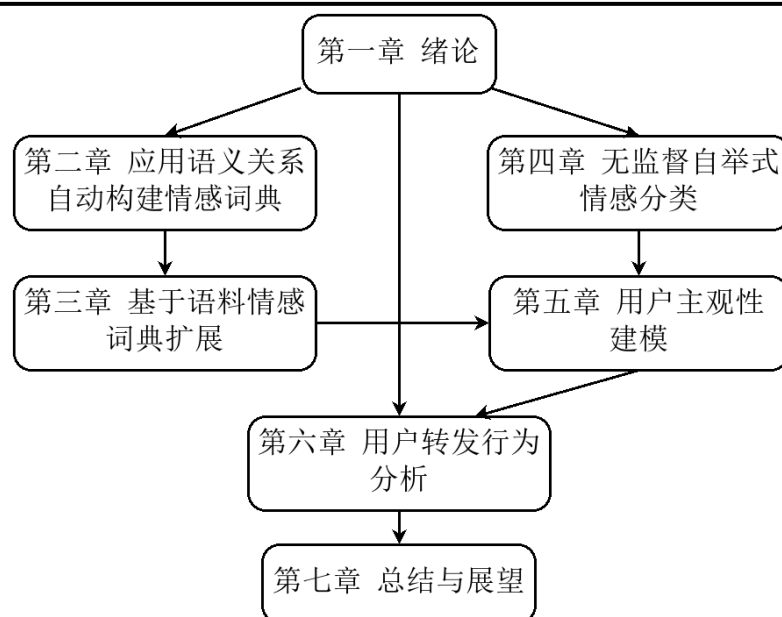 第一章 绪论
第二章 应用语义关系
自动构建情感词典
第四章 无监督自举式
情感分类
第三章 基于语料情感
词典扩展
第五章 用户主观性
建模
第六章 用户转发行为
分析
第七章 总结与展望